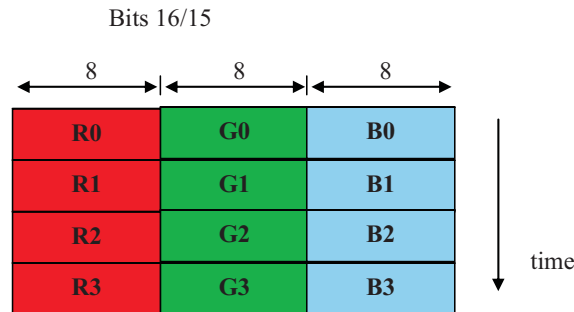 Bits 16/15
8 8 8
R0 G0 B0
R1 G1 B1
R2 G2 B2
R3 G3 B3
time